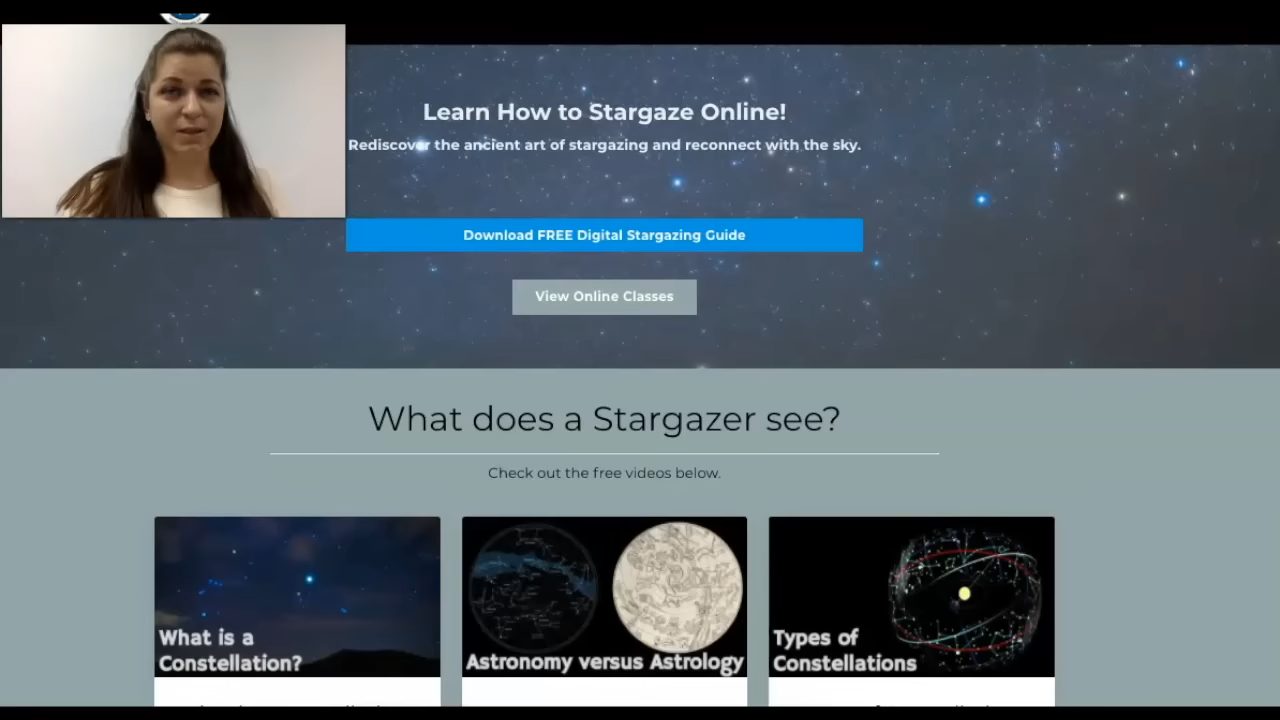 Learn How to Stargaze Online!
Rediscover the ancient art of stargazing and reconnect with the sky.
Download FREE Digital Stargazing Guide
View Online Classes
What does a Stargazer see?
Check out the free videos below.
What is a
Constellation?
Astronomy versus Astrology
Types of
Constellations